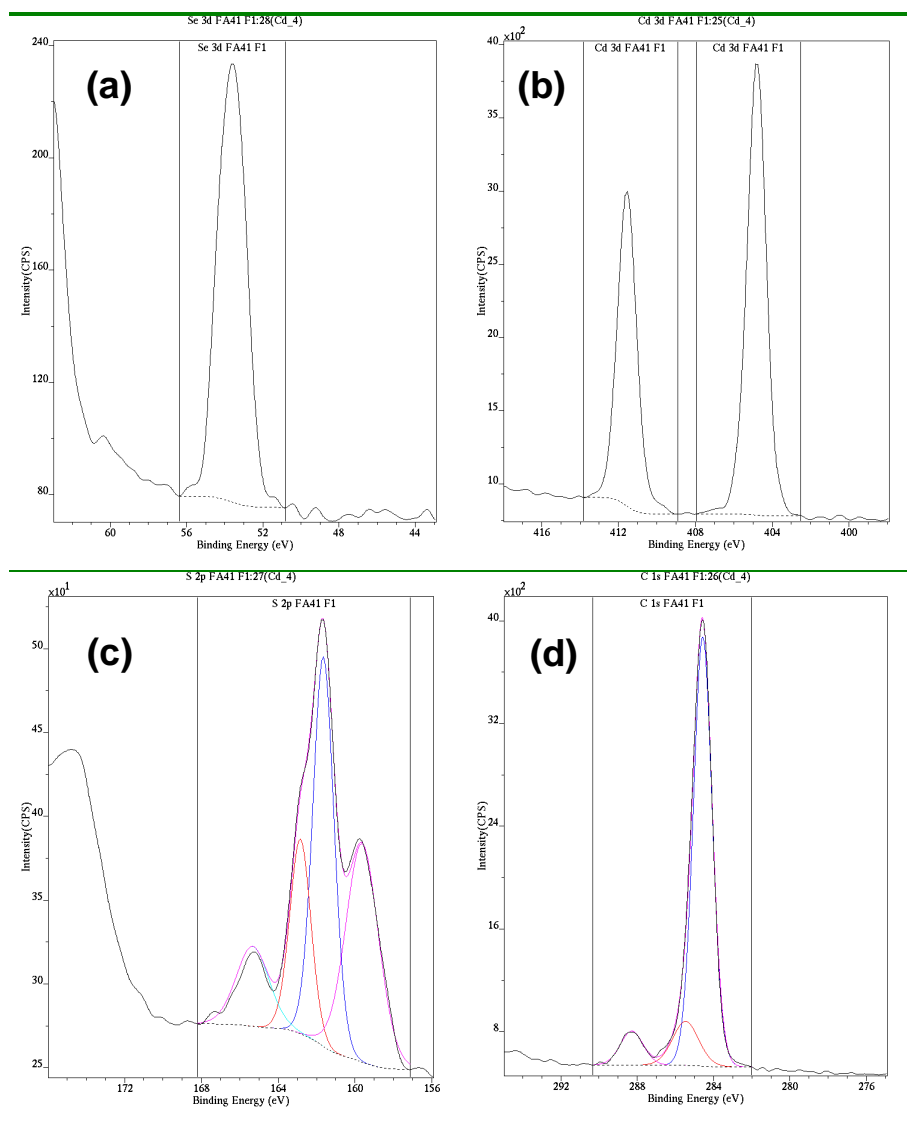 Se 3d FA41 F1:28(Cd_4)
Se 3d FA41 F1
(a)
240
200
160
120
80
Intensity(CPS)
60 56 52 48 44
Binding Energy (eV)
Cd 3d FA41 F1:25(Cd_4)
x10²
Cd 3d FA41 F1 Cd 3d FA41 F1
(b)
40
35
30
25
20
15
10
Intensity(CPS)
416 412 408 404 400
Binding Energy (eV)
S 2p FA41 F1:27(Cd_4)
x10¹
S 2p FA41 F1
(c)
50
45
40
35
30
25
Intensity(CPS)
172 168 164 160 156
Binding Energy (eV)
C 1s FA41 F1:26(Cd_4)
x10²
C 1s FA41 F1
(d)
40
32
24
16
8
Intensity(CPS)
292 288 284 280 276
Binding Energy (eV)